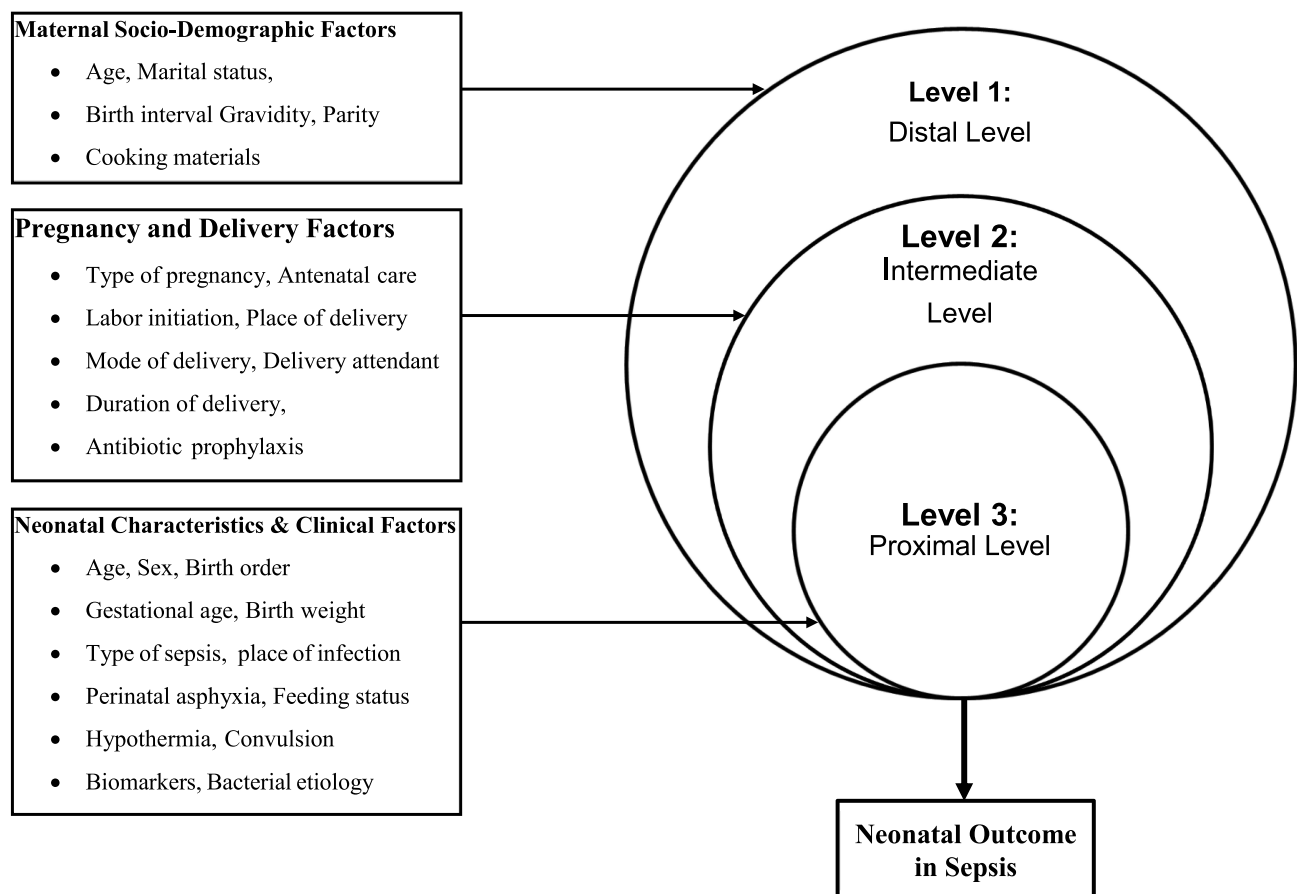 Maternal Socio-Demographic Factors
• Age, Marital status,
• Birth interval Gravidity, Parity
• Cooking materials
Pregnancy and Delivery Factors
• Type of pregnancy, Antenatal care
• Labor initiation, Place of delivery
• Mode of delivery, Delivery attendant
• Duration of delivery,
• Antibiotic prophylaxis
Neonatal Characteristics & Clinical Factors
• Age, Sex, Birth order
• Gestational age, Birth weight
• Type of sepsis, place of infection
• Perinatal asphyxia, Feeding status
• Hypothermia, Convulsion
• Biomarkers, Bacterial etiology
Level 1:
Distal Level
Level 2:
Intermediate
Level
Level 3:
Proximal Level
Neonatal Outcome
in Sepsis